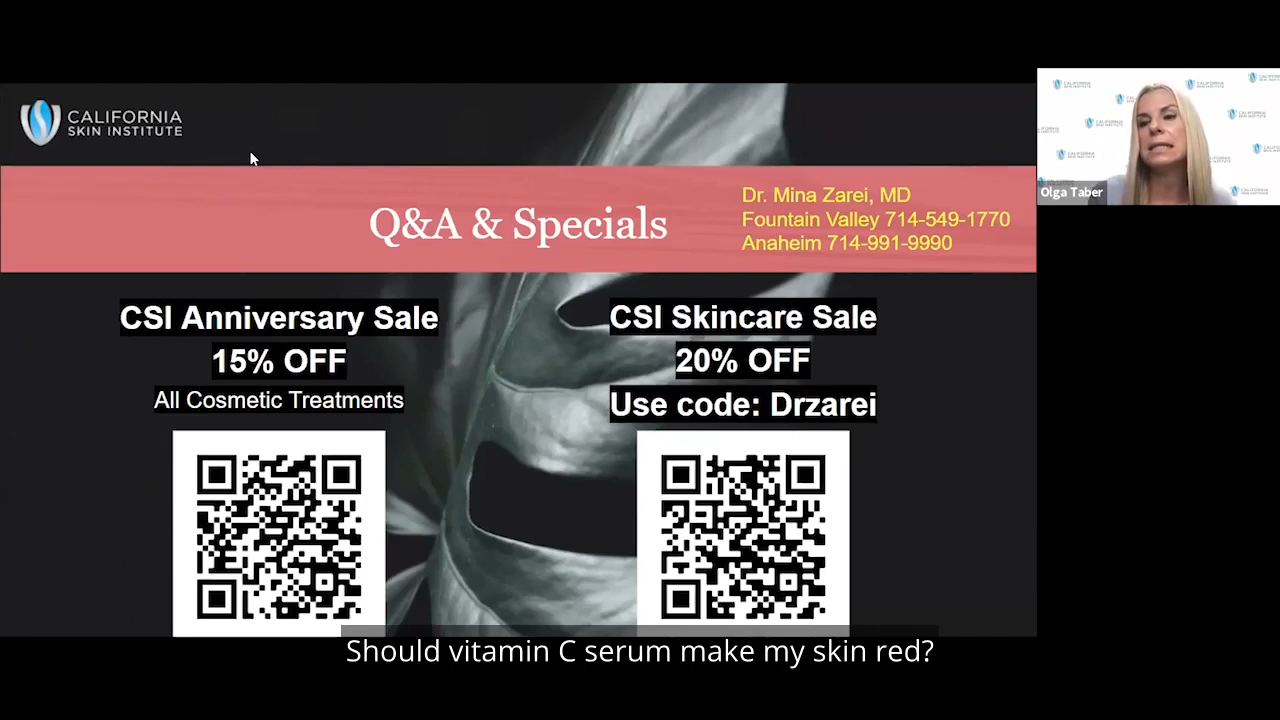 CALIFORNIA
SKIN INSTITUTE
Q&A & Specials
Dr. Mina Zarei, MD
Fountain Valley 714-549-1770
Anaheim 714-991-9990
CSI Anniversary Sale
15% OFF
All Cosmetic Treatments
CSI Skincare Sale
20% OFF
Use code: Drzarei
Olga Taber
Should vitamin C serum make my skin red?